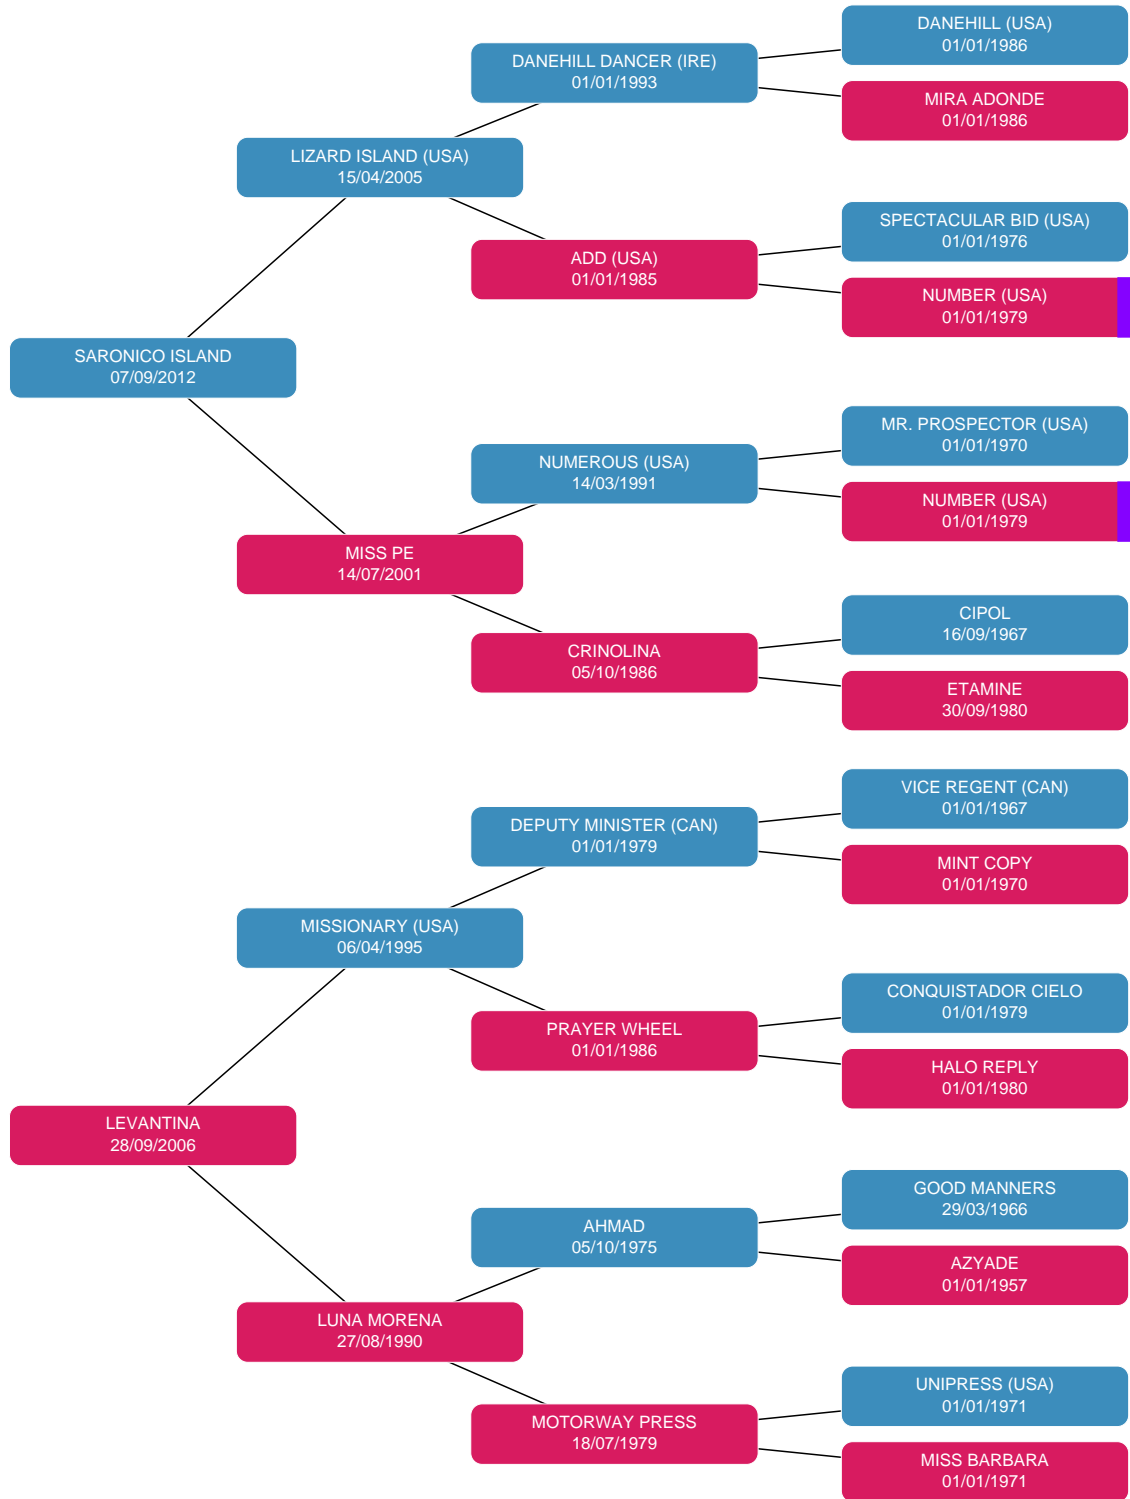 DANEHILL (USA)
01/01/1986
DANEHILL DANCER (IRE)
01/01/1993
MIRA ADONDE
01/01/1986
LIZARD ISLAND (USA)
15/04/2005
SPECTACULAR BID (USA)
01/01/1976
ADD (USA)
01/01/1985
NUMBER (USA)
01/01/1979
SARONICO ISLAND
07/09/2012
MR. PROSPECTOR (USA)
01/01/1970
NUMEROUS (USA)
14/03/1991
NUMBER (USA)
01/01/1979
MISS PE
14/07/2001
CIPOL
16/09/1967
CRINOLINA
05/10/1986
ETAMINE
30/09/1980
VICE REGENT (CAN)
01/01/1967
DEPUTY MINISTER (CAN)
01/01/1979
MINT COPY
01/01/1970
MISSIONARY (USA)
06/04/1995
CONQUISTADOR CIELO
01/01/1979
PRAYER WHEEL
01/01/1986
HALO REPLY
01/01/1980
LEVANTINA
28/09/2006
GOOD MANNERS
29/03/1966
AHMAD
05/10/1975
AZYADE
01/01/1957
LUNA MORENA
27/08/1990
UNIPRESS (USA)
01/01/1971
MOTORWAY PRESS
18/07/1979
MISS BARBARA
01/01/1971